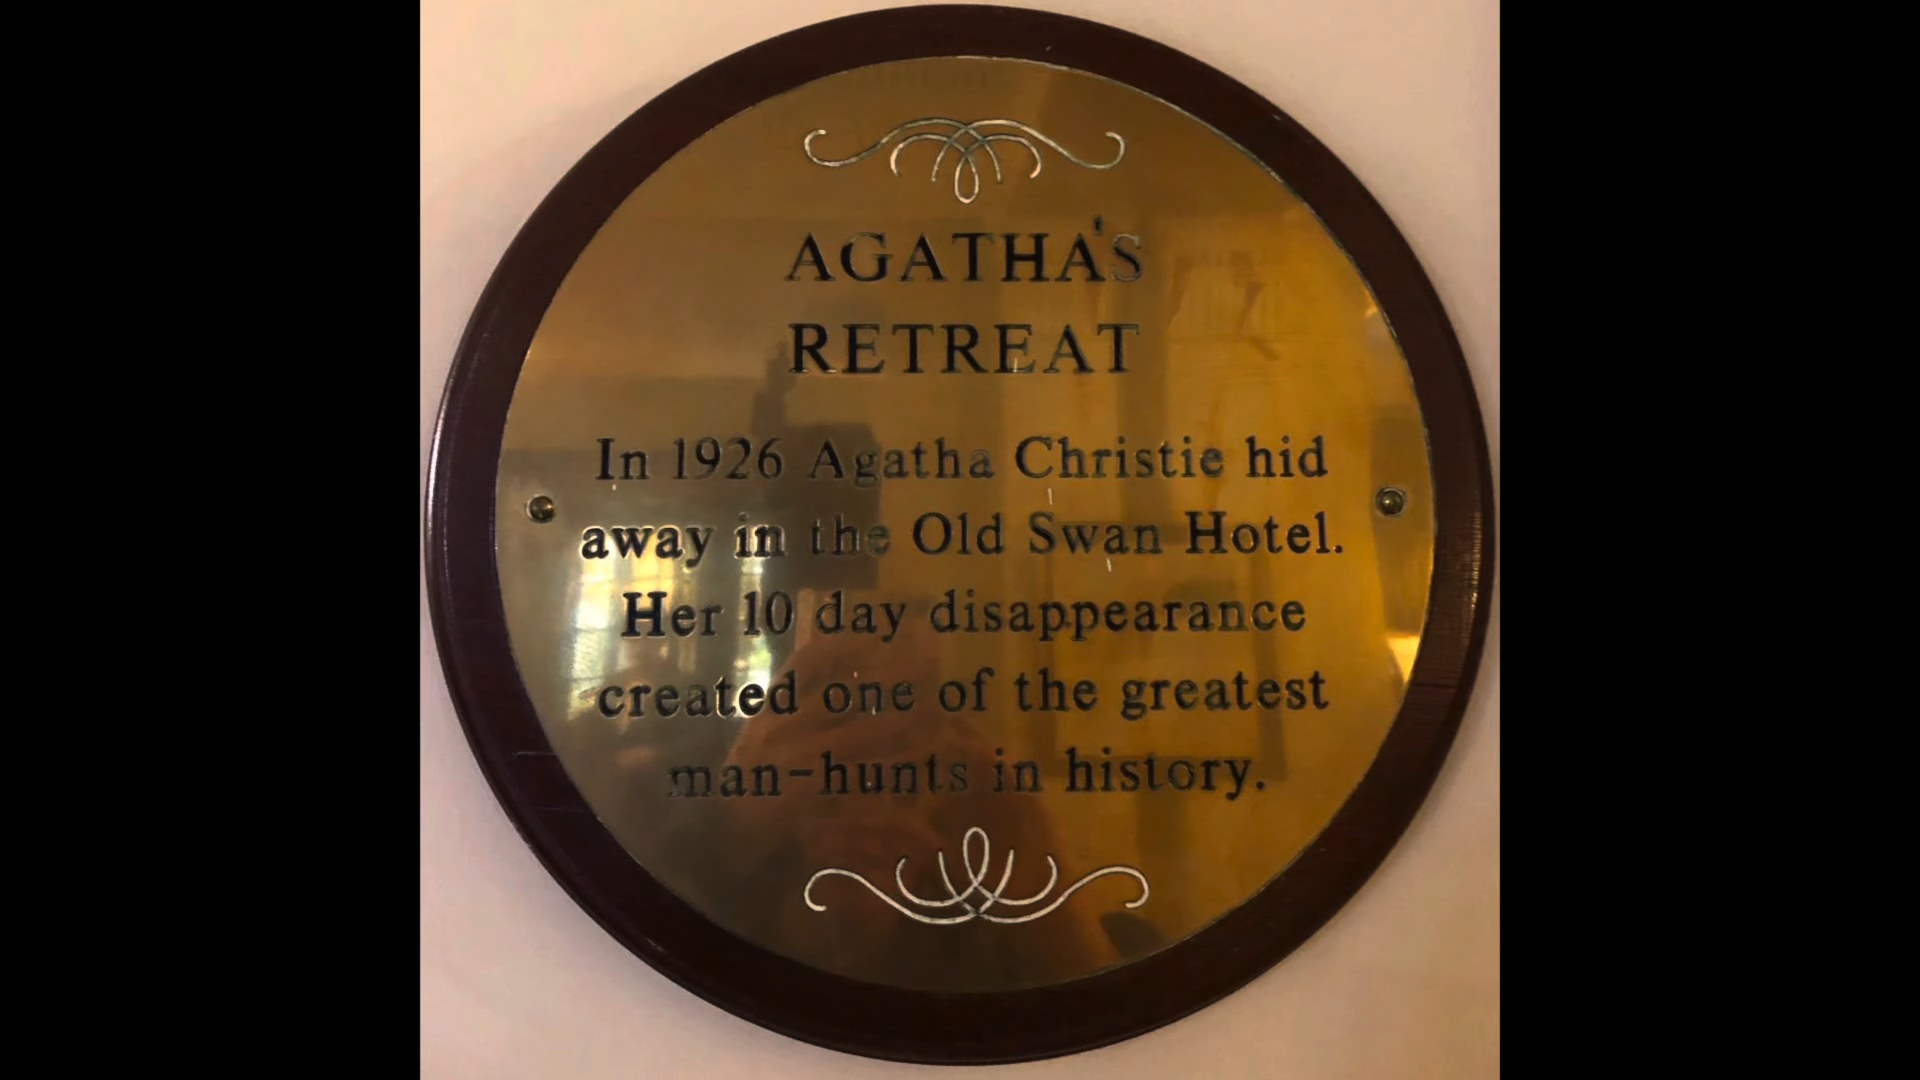 AGATHA'S
RETREAT
In 1926 Agatha Christie hid
away in the Old Swan Hotel.
Her 10 day disappearance
created one of the greatest
man-hunts in history.